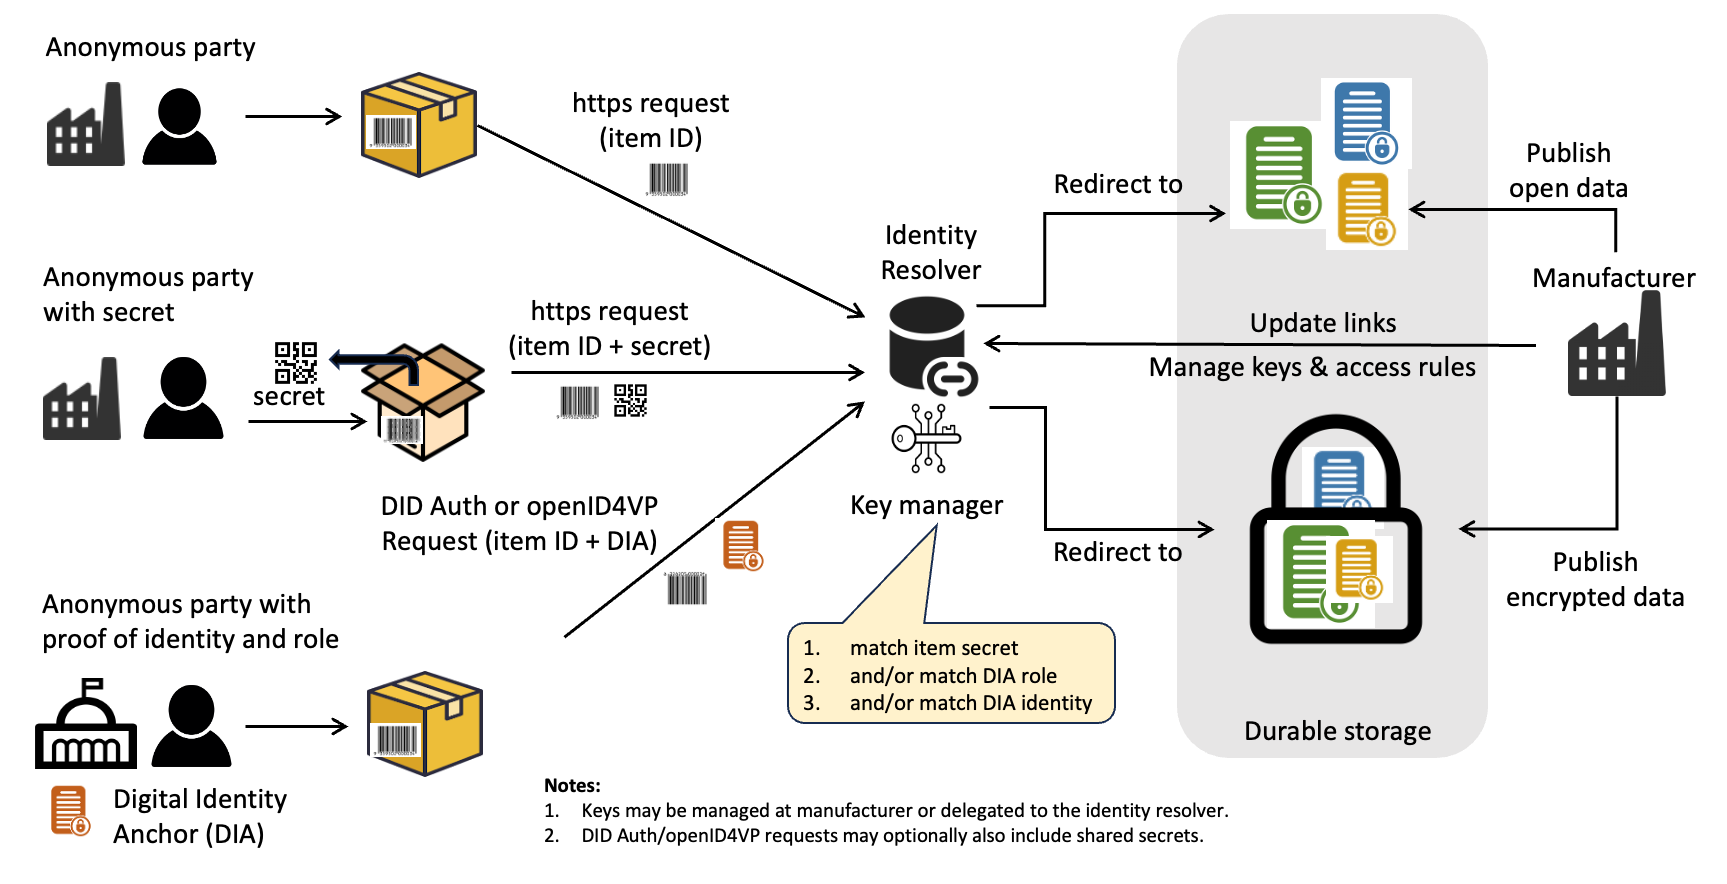 Anonymous party
https request
(item ID)
Publish
open data
Redirect to
Identity
Resolver
Anonymous party
with secret
Manufacturer
https request
(item ID + secret)
Update links
Manage keys & access rules
secret
DID Auth or openID4VP
Request (item ID + DIA)
Key manager
Redirect to
Publish
encrypted data
Anonymous party with
proof of identity and role
1. match item secret
2. and/or match DIA role
3. and/or match DIA identity
Durable storage
Digital Identity
Anchor (DIA)
Notes:
1. Keys may be managed at manufacturer or delegated to the identity resolver.
2. DID Auth/openID4VP requests may optionally also include shared secrets.